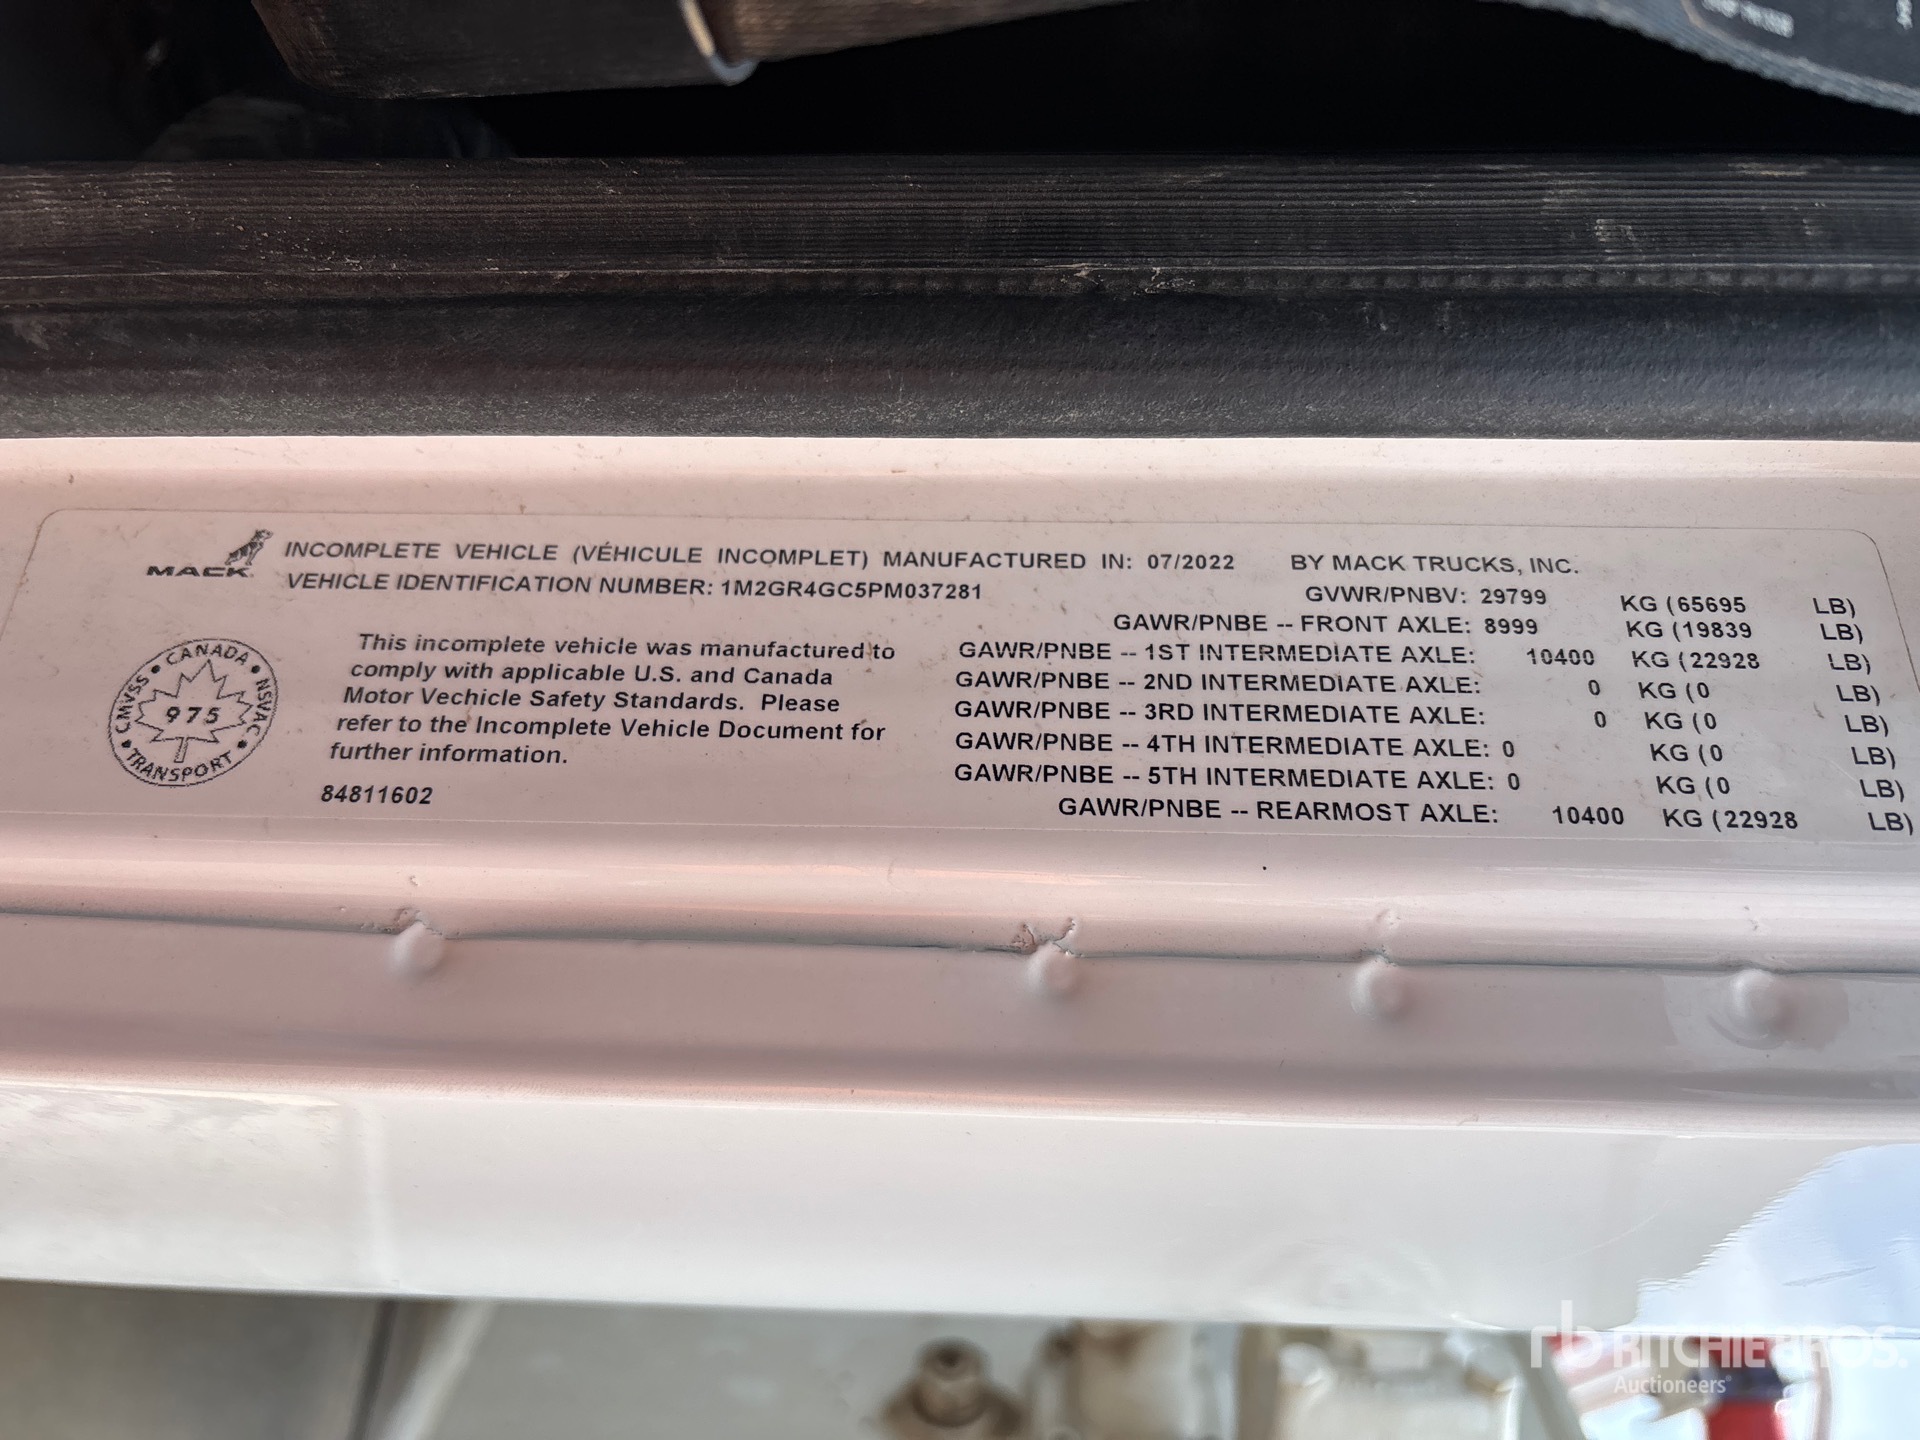 MACK
INCOMPLETE VEHICLE (VÉHICULE INCOMPLET) MANUFACTURED IN: 07/2022 BY MACK TRUCKS, INC.
VEHICLE IDENTIFICATION NUMBER: 1M2GR4GC5PM037281
GVWR/PNBV: 29799 KG (65695 LB)
GAWR/PNBE -- FRONT AXLE: 8999 KG (19839 LB)
GAWR/PNBE -- 1ST INTERMEDIATE AXLE: 10400 KG (22928 LB)
GAWR/PNBE -- 2ND INTERMEDIATE AXLE: 0 KG (0 LB)
GAWR/PNBE -- 3RD INTERMEDIATE AXLE: 0 KG (0 LB)
GAWR/PNBE -- 4TH INTERMEDIATE AXLE: 0 KG (0 LB)
GAWR/PNBE -- 5TH INTERMEDIATE AXLE: 0 KG (0 LB)
GAWR/PNBE -- REARMOST AXLE: 10400 KG (22928 LB)
This incomplete vehicle was manufactured to
comply with applicable U.S. and Canada
Motor Vechicle Safety Standards. Please
refer to the Incomplete Vehicle Document for
further information.
84811602
CANADA
CMVSS 975 NSVAC
TRANSPORT
rb RITCHIE BROS.
Auctioneers